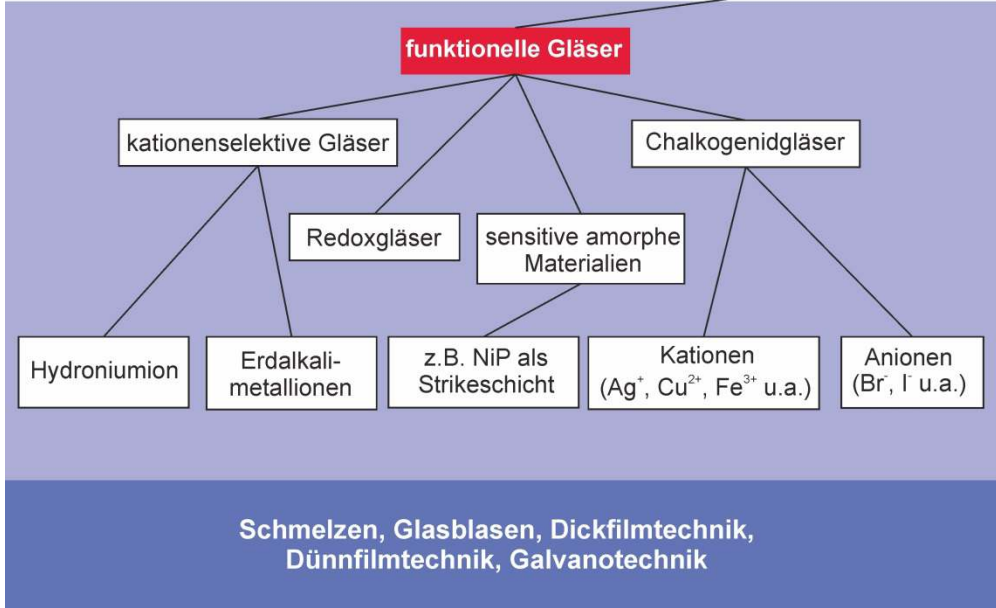 funktionelle Gläser
kationenselektive Gläser
Chalkogenidgläser
Redoxgläser
sensitive amorphe
Materialien
Hydroniumion
Erdalkali-
metallionen
z.B. NiP als
Strikeschicht
Kationen
(Ag⁺, Cu²⁺, Fe³⁺ u.a.)
Anionen
(Br⁻, I⁻ u.a.)
Schmelzen, Glasblasen, Dickfilmtechnik,
Dünnfilmtechnik, Galvanotechnik